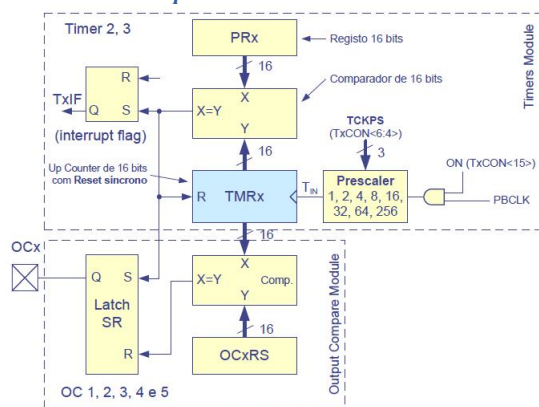 Timer 2, 3
PRx
Registo 16 bits
16
R
TxIF
Q
S
(interrupt flag)
X
X=Y
Y
Comparador de 16 bits
TCKPS
(TxCON<6:4>)
3
ON (TxCON<15>)
PBCLK
Prescaler
1, 2, 4, 8, 16,
32, 64, 256
16
Up Counter de 16 bits
com Reset síncrono
R
TMRx
TIN
Timers Module
16
OCx
Q
S
Latch
SR
R
X=Y
X
Y
Comp.
16
OCxRS
OC 1, 2, 3, 4 e 5
Output Compare Module